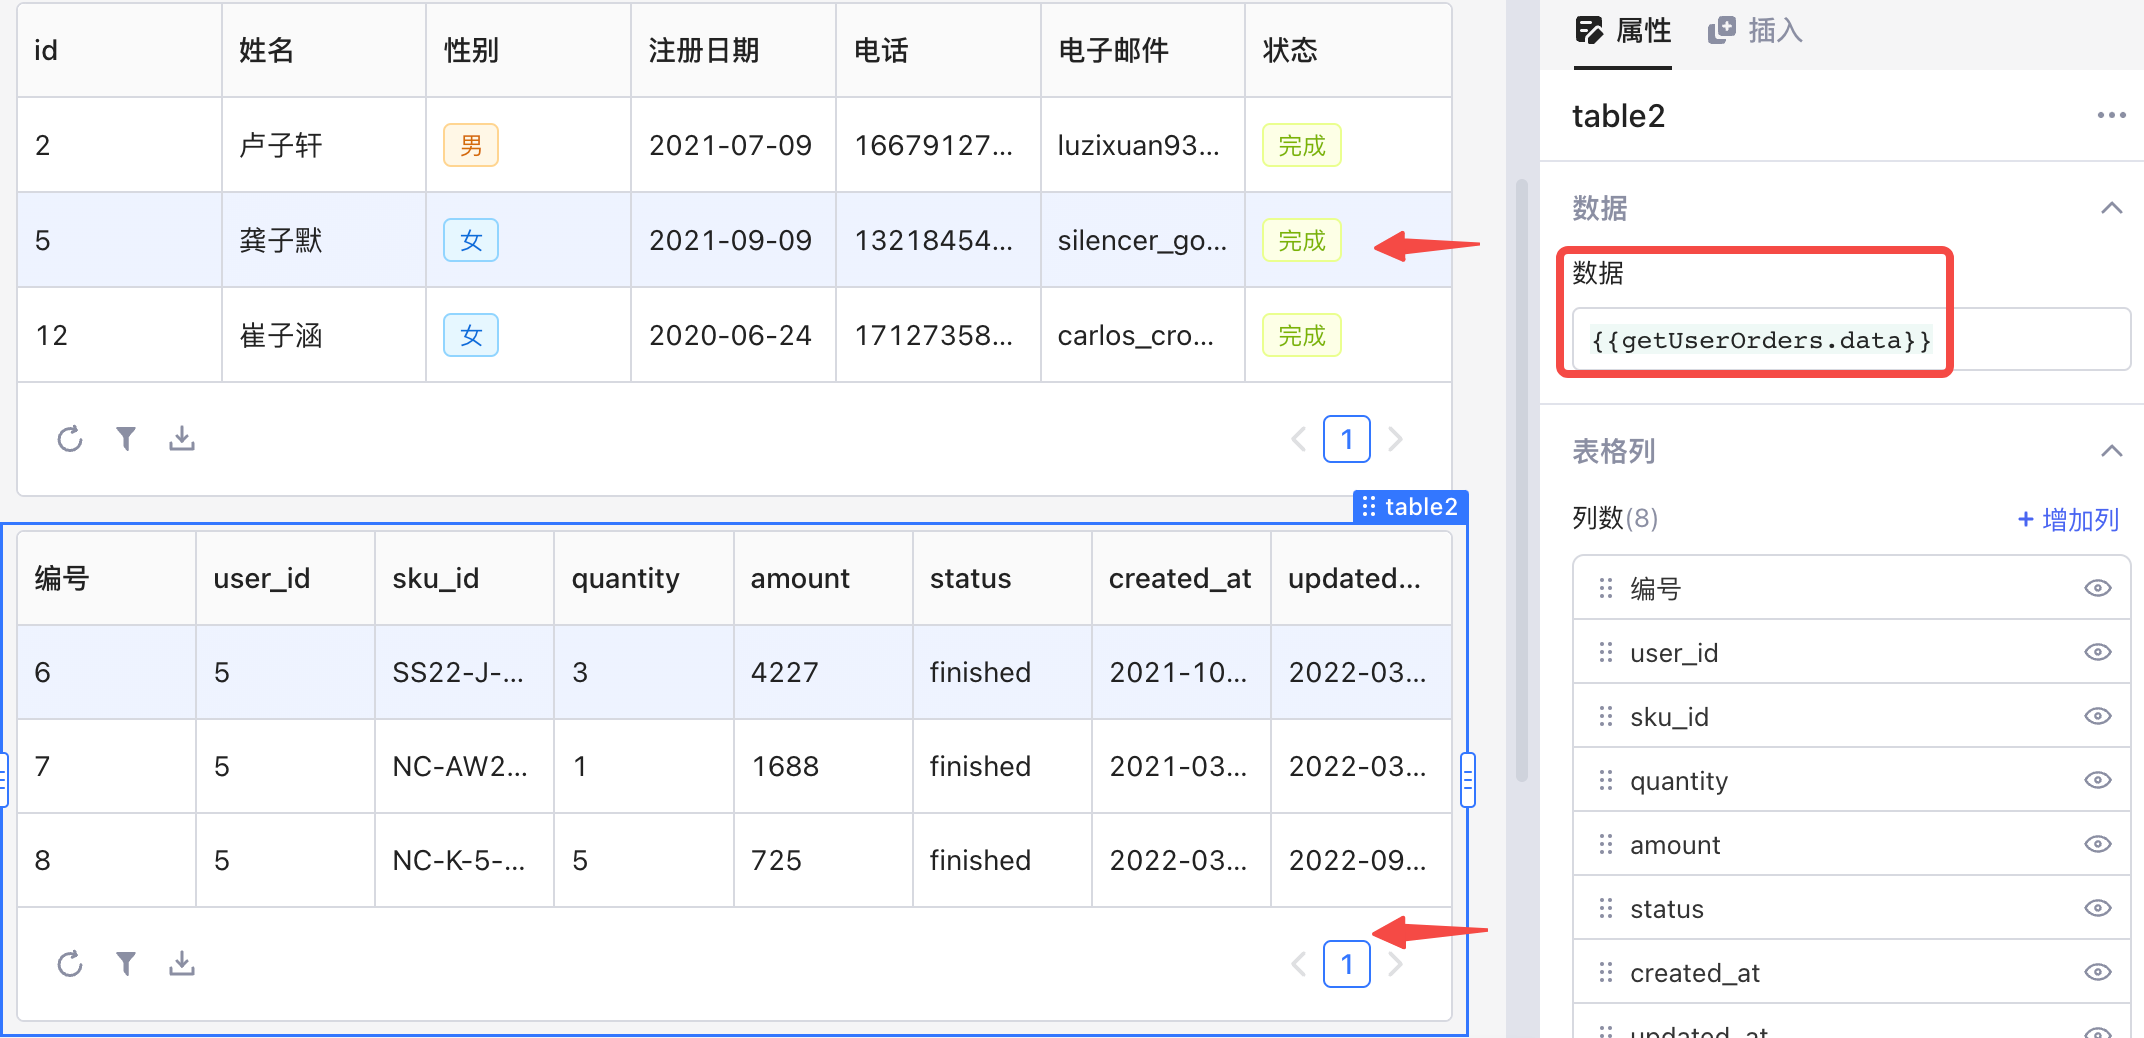 id 姓名 性别 注册日期 电话 电子邮件 状态
2 卢子轩 男 2021-07-09 16679127... luzixuan93... 完成
5 龚子默 女 2021-09-09 13218454... silencer_go... 完成
12 崔子涵 女 2020-06-24 17127358... carlos_cro... 完成
1
table2
编号 user_id sku_id quantity amount status created_at updated...
6 5 SS22-J-... 3 4227 finished 2021-10... 2022-03...
7 5 NC-AW2... 1 1688 finished 2021-03... 2022-03...
8 5 NC-K-5-... 5 725 finished 2022-03... 2022-09...
1
属性 插入
table2
数据
数据
{{getUserOrders.data}}
表格列
列数(8) + 增加列
编号
user_id
sku_id
quantity
amount
status
created_at
updated_at